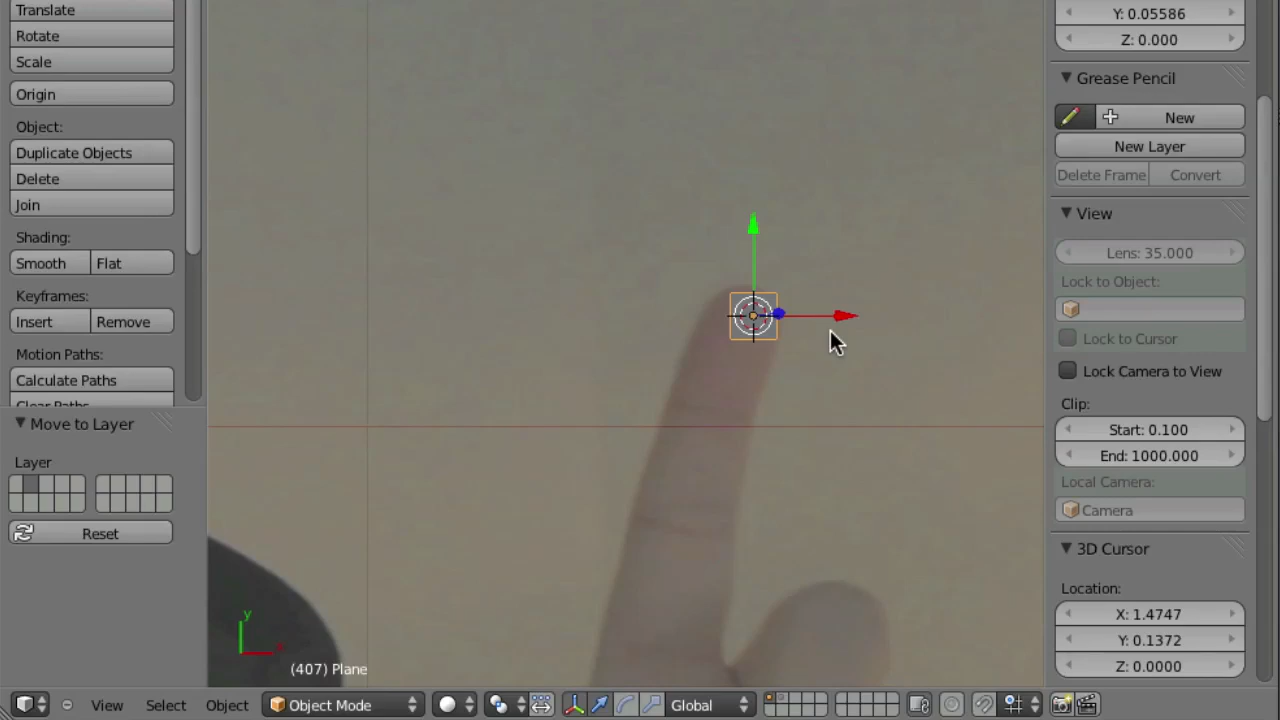 Translate
Rotate
Scale
Origin
Object:
Duplicate Objects
Delete
Join
Shading:
Smooth Flat
Keyframes:
Insert Remove
Motion Paths:
Calculate Paths
Clear Paths
Move to Layer
Layer
Reset
y
(407) Plane
View Select Object Object Mode Global
Y: 0.05586
Z: 0.000
Grease Pencil
New
New Layer
Delete Frame Convert
View
Lens: 35.000
Lock to Object:
Lock to Cursor
Lock Camera to View
Clip:
Start: 0.100
End: 1000.000
Local Camera:
Camera
3D Cursor
Location:
X: 1.4747
Y: 0.1372
Z: 0.0000